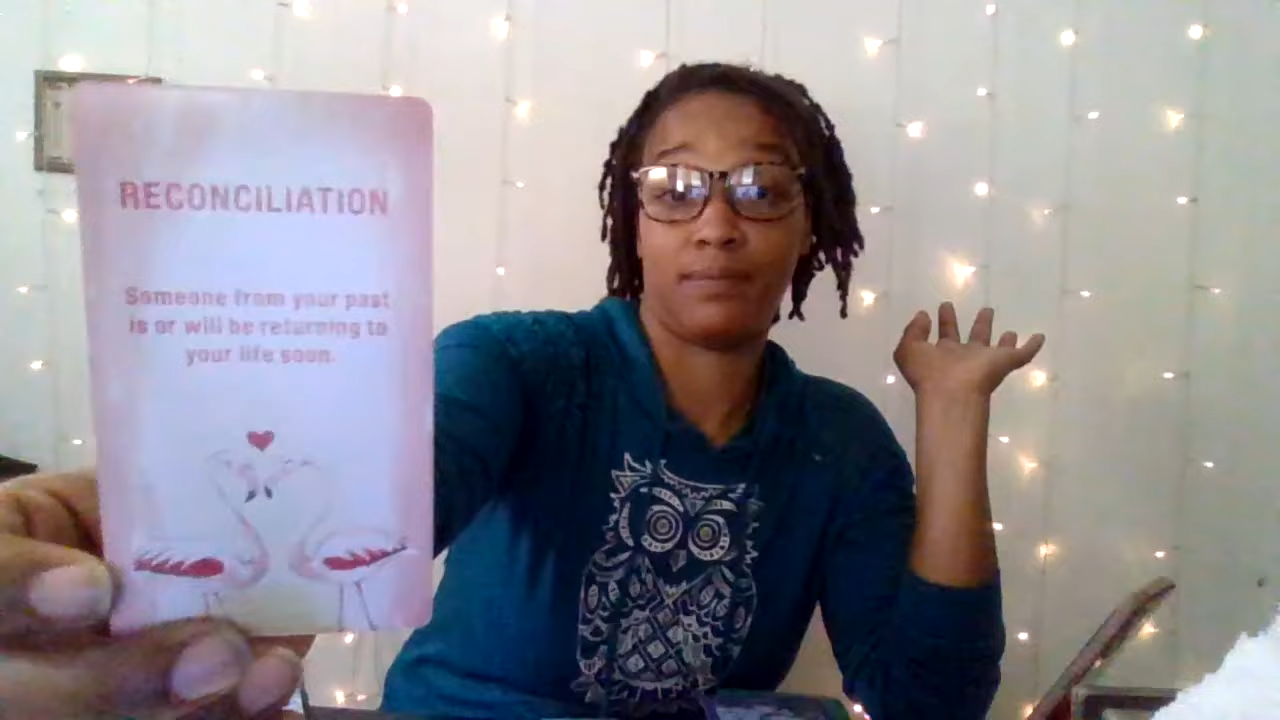 RECONCILIATION
Someone from your past
is or will be returning to
your life soon.